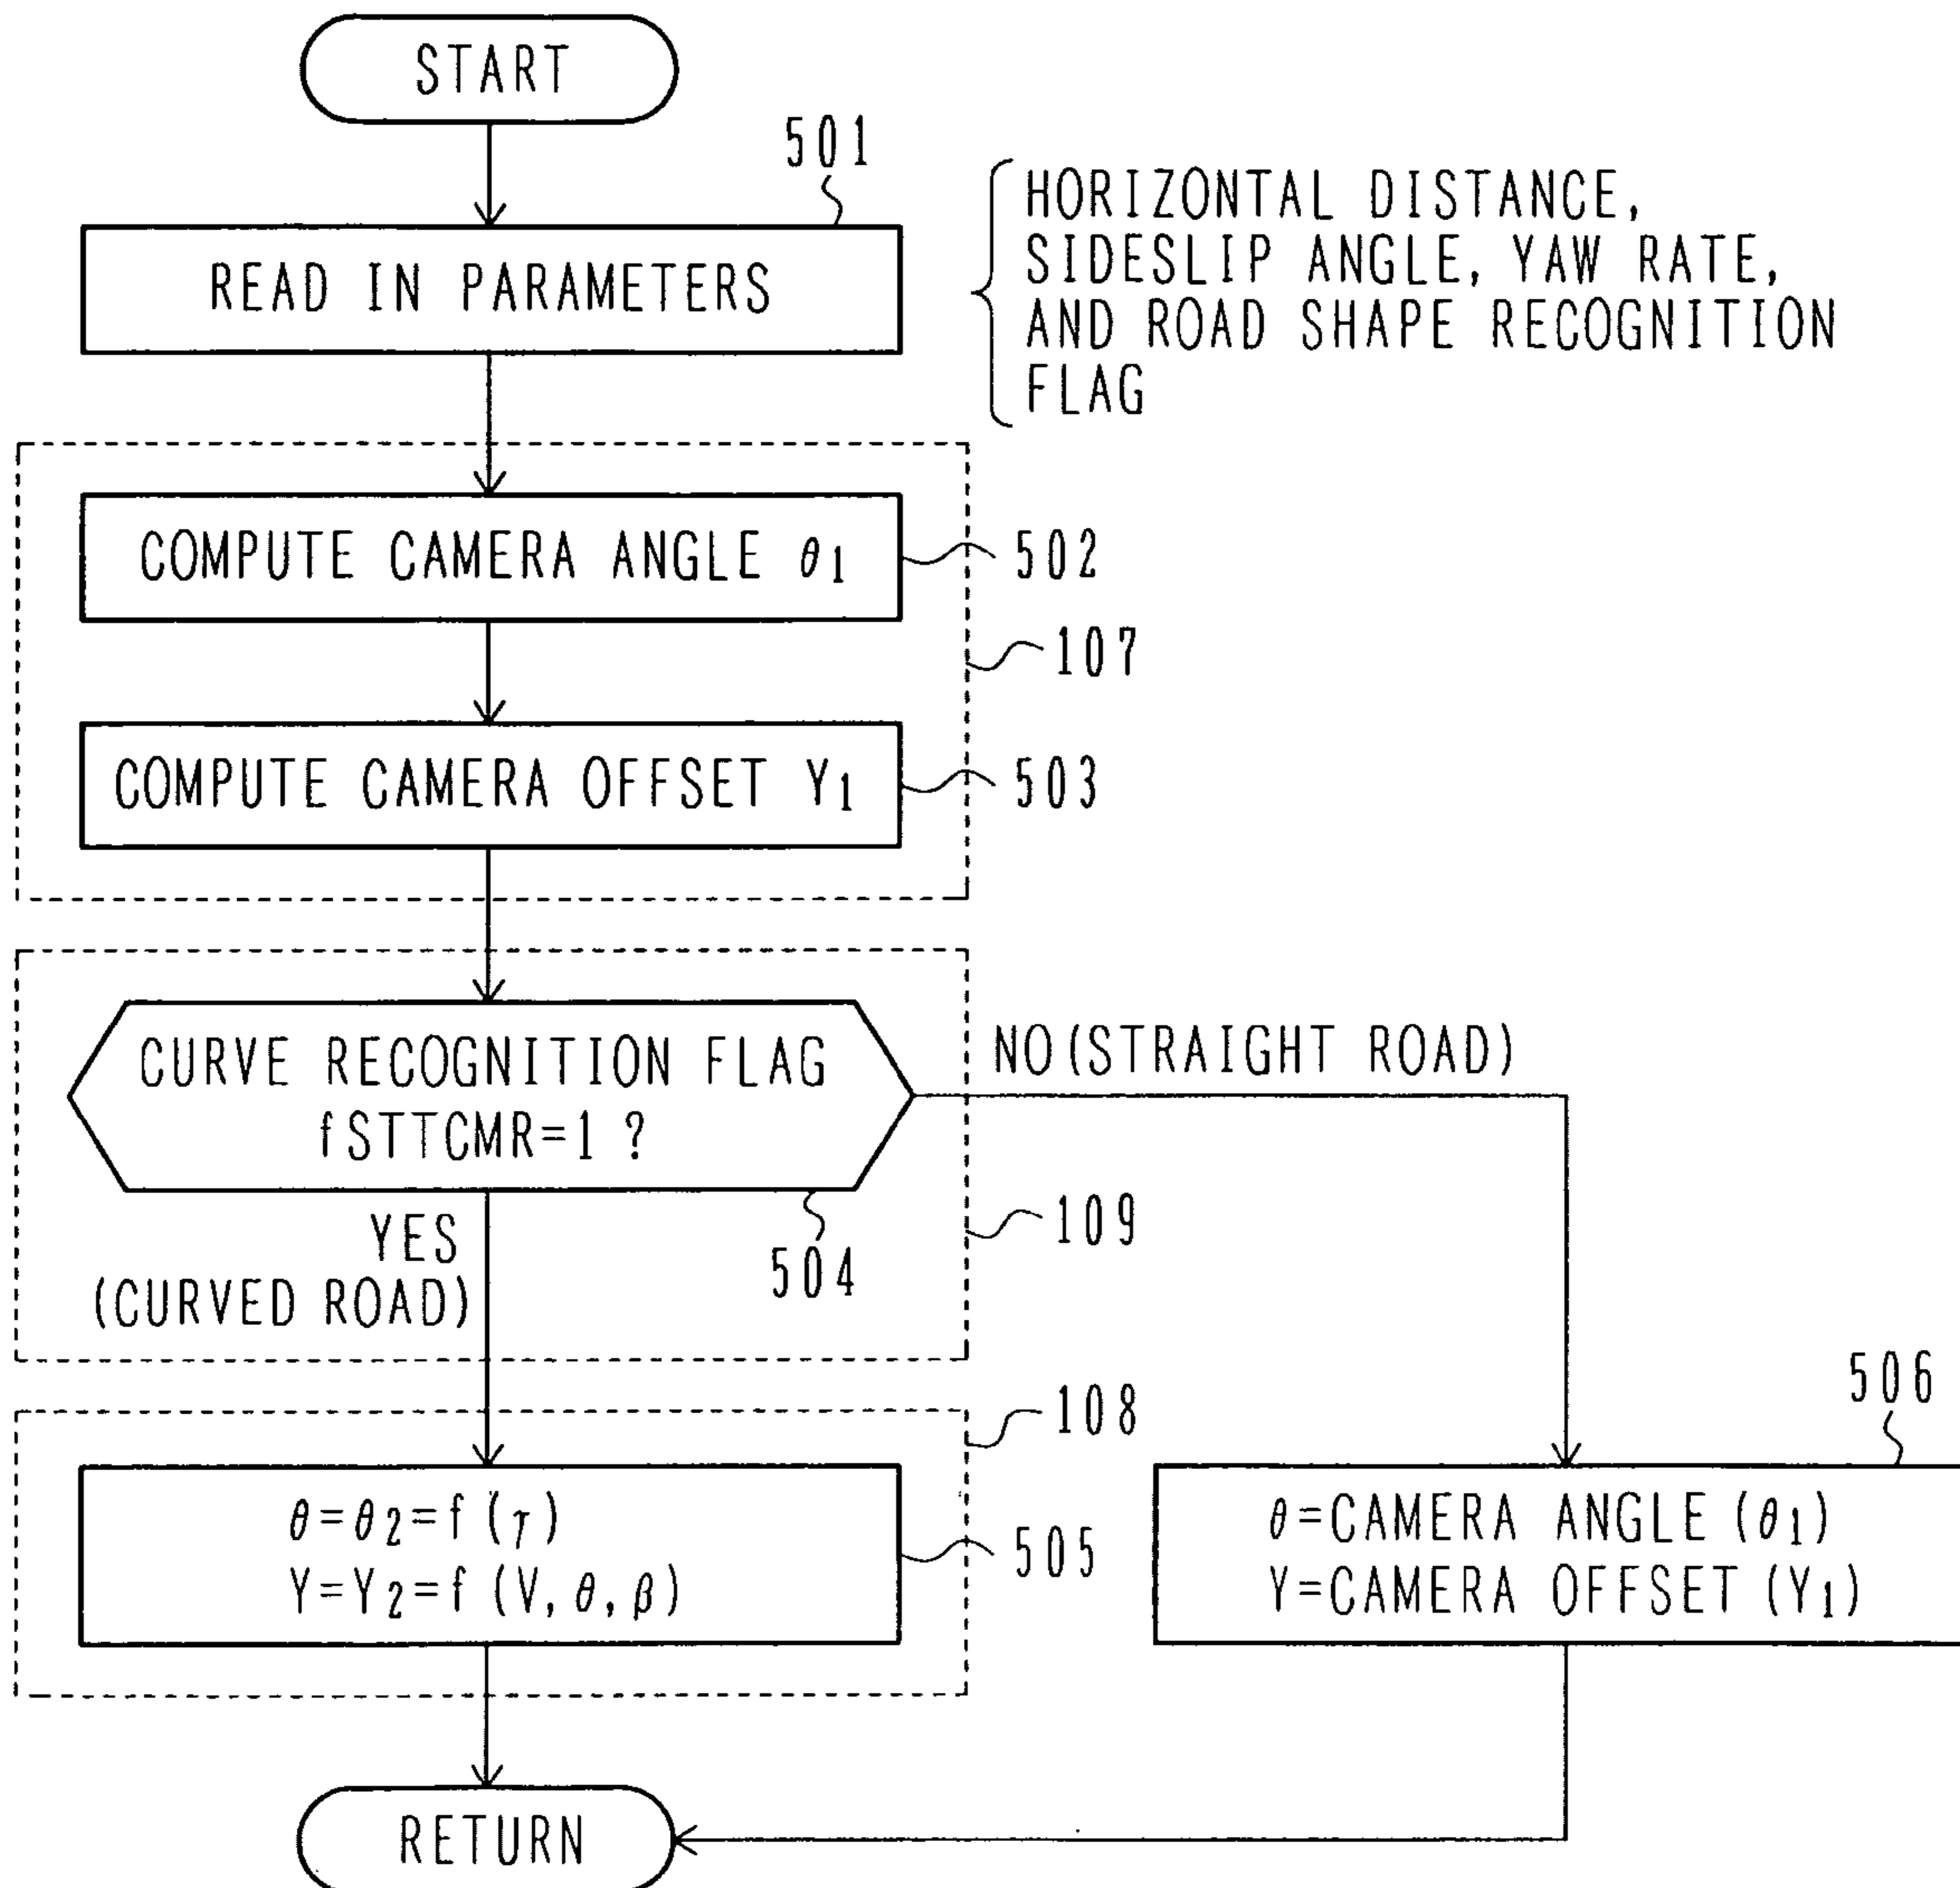 START
501
READ IN PARAMETERS
HORIZONTAL DISTANCE,
SIDESLIP ANGLE, YAW RATE,
AND ROAD SHAPE RECOGNITION
FLAG
COMPUTE CAMERA ANGLE θ1
502
107
COMPUTE CAMERA OFFSET Y1
503
CURVE RECOGNITION FLAG
fSTTCMR=1 ?
NO(STRAIGHT ROAD)
YES
(CURVED ROAD)
504
109
108
θ=θ2=f(γ)
Y=Y2=f(V,θ,β)
505
506
θ=CAMERA ANGLE(θ1)
Y=CAMERA OFFSET(Y1)
RETURN